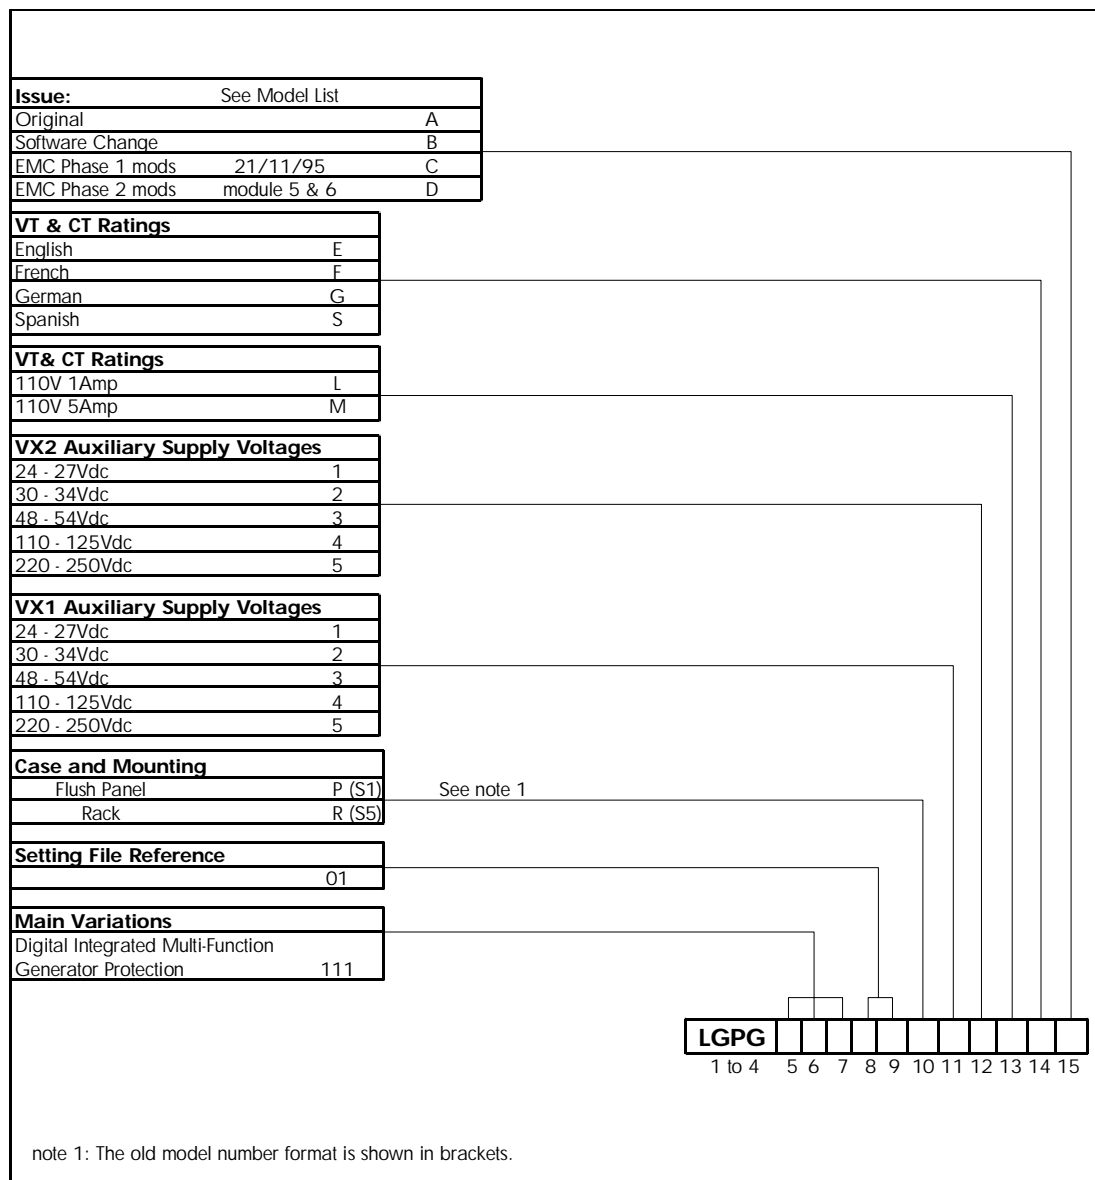 Issue: See Model List
Original A
Software Change B
EMC Phase 1 mods 21/11/95 C
EMC Phase 2 mods module 5 & 6 D
VT & CT Ratings
English E
French F
German G
Spanish S
VT& CT Ratings
110V 1Amp L
110V 5Amp M
VX2 Auxiliary Supply Voltages
24 - 27Vdc 1
30 - 34Vdc 2
48 - 54Vdc 3
110 - 125Vdc 4
220 - 250Vdc 5
VX1 Auxiliary Supply Voltages
24 - 27Vdc 1
30 - 34Vdc 2
48 - 54Vdc 3
110 - 125Vdc 4
220 - 250Vdc 5
Case and Mounting
Flush Panel P (S1) See note 1
Rack R (S5)
Setting File Reference
01
Main Variations
Digital Integrated Multi-Function
Generator Protection 111
LGPG
1 to 4 5 6 7 8 9 10 11 12 13 14 15
note 1: The old model number format is shown in brackets.